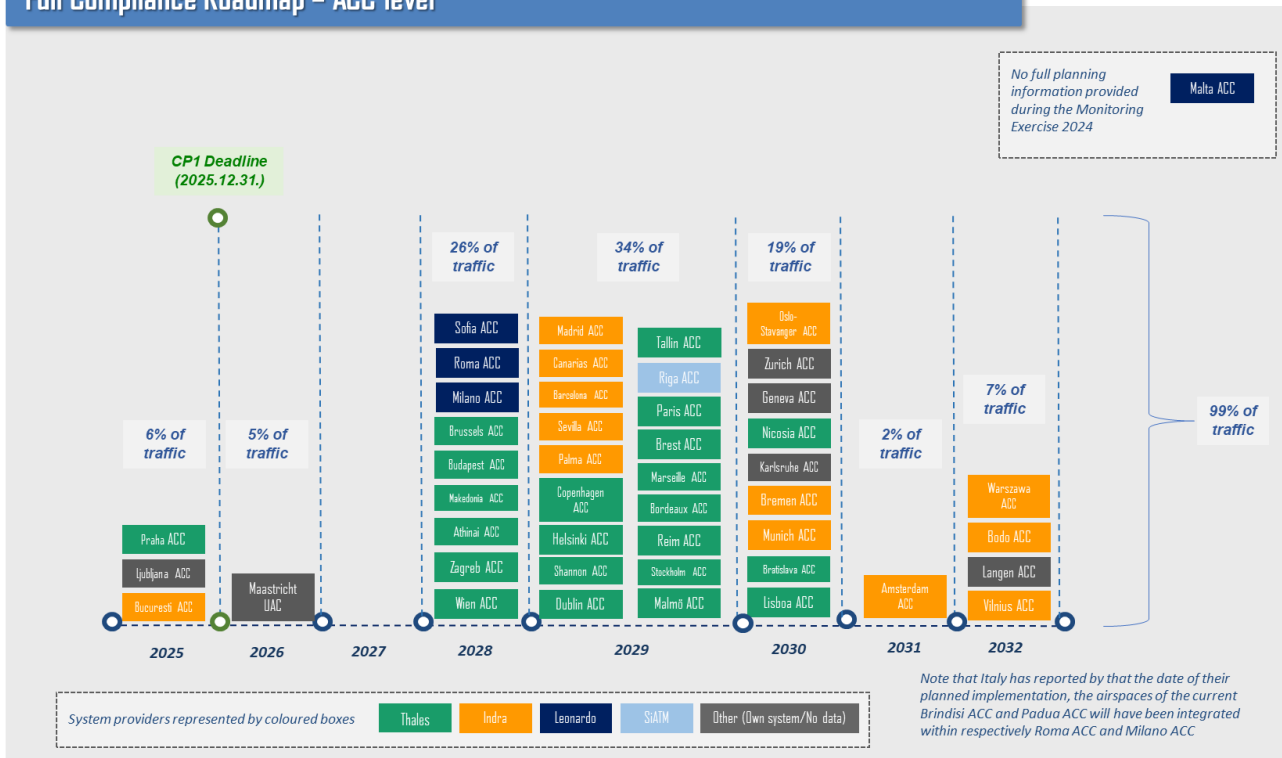 Full Compliance Roadmap – ACC level
No full planning
information provided
during the Monitoring
Exercise 2024
Malta ACC
CP1 Deadline
(2025.12.31.)
6% of
traffic
5% of
traffic
26% of
traffic
34% of
traffic
19% of
traffic
2% of
traffic
7% of
traffic
99% of
traffic
Praha ACC
Ljubljana ACC
Bucuresti ACC
Maastricht
UAC
Sofia ACC
Roma ACC
Milano ACC
Brussels ACC
Budapest ACC
Makedonia ACC
Athinai ACC
Zagreb ACC
Wien ACC
Madrid ACC
Canarias ACC
Barcelona ACC
Sevilla ACC
Palma ACC
Copenhagen
ACC
Helsinki ACC
Shannon ACC
Dublin ACC
Tallin ACC
Riga ACC
Paris ACC
Brest ACC
Marseille ACC
Bordeaux ACC
Reim ACC
Stockholm ACC
Malmö ACC
Oslo-
Stavanger ACC
Zurich ACC
Geneva ACC
Nicosia ACC
Karlsruhe ACC
Bremen ACC
Munich ACC
Bratislava ACC
Lisboa ACC
Amsterdam
ACC
Warszawa
ACC
Bodo ACC
Langen ACC
Vilnius ACC
2025
2026
2027
2028
2029
2030
2031
2032
System providers represented by coloured boxes
Thales
Indra
Leonardo
SiATM
Other (Own system/No data)
Note that Italy has reported by that the date of their
planned implementation, the airspaces of the current
Brindisi ACC and Padua ACC will have been integrated
within respectively Roma ACC and Milano ACC